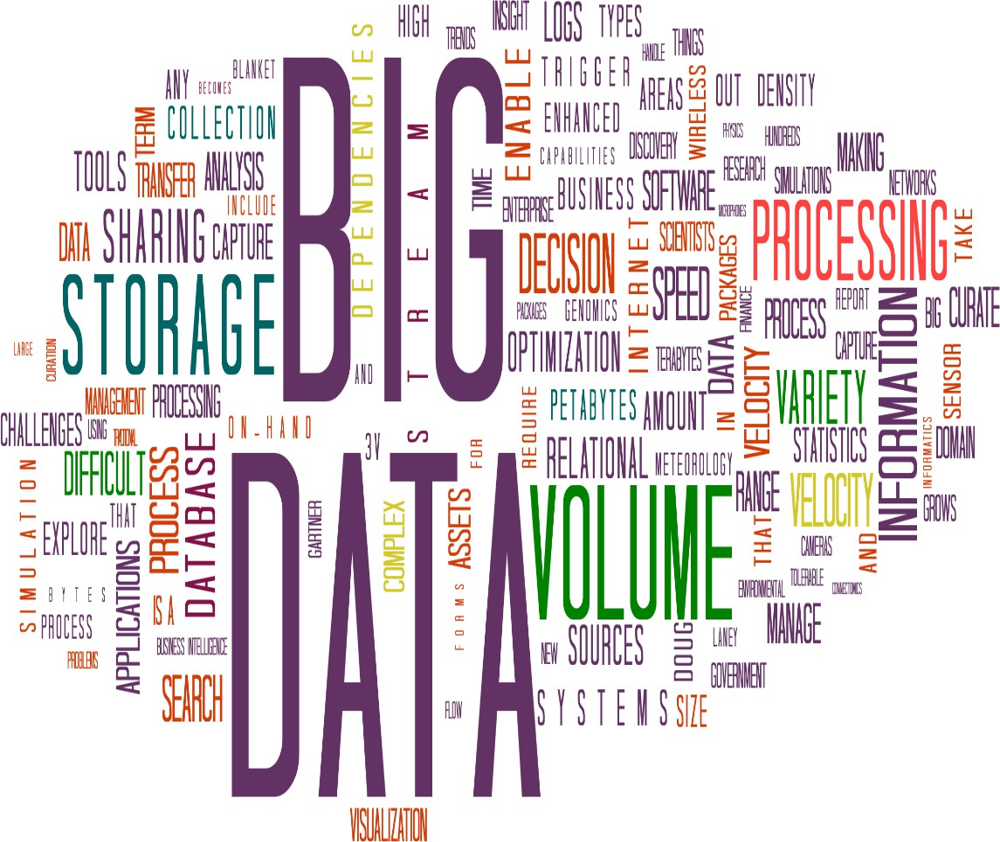 BIG
DATA
HIGH
TRENDS
INSIGHT
LOGS
TYPES
HANDLE
THINGS
BLANKET
ANY
BECOMES
DEPENDENCIES
ENABLE
TRIGGER
AREAS
WIRELESS
OUT
DENSITY
TERM
COLLECTION
STREAM
ENHANCED
DISCOVERY
PHYSICS
HUNDREDS
TOOLS
TRANSFER
ANALYSIS
CAPABILITIES
RESEARCH
MAKING
INCLUDE
TIME
ENTERPRISE
BUSINESS
SOFTWARE
SIMULATIONS
NETWORKS
MICROPHONES
DATA
SHARING
CAPTURE
DECISION
INTERNET
SCIENTISTS
PACKAGES
PROCESSING
TAKE
STORAGE
PACKAGES
GENOMICS
SPEED
FINANCE
PROCESS
REPORT
INFORMATION
BIG
CURATE
LARGE
CURATION
AND
OPTIMIZATION
TERABYTES
DATA
CAPTURE
SENSOR
MANAGEMENT
PROCESSING
REQUIRE
PETABYTES
AMOUNT
IN
VELOCITY
VARIETY
CHALLENGES
USING
ON-HAND
3V
FOR
RELATIONAL
METEOROLOGY
STATISTICS
INFORMATICS
DOMAIN
SIMULATION
DIFFICULT
PROCESS
DATABASE
RANGE
VELOCITY
GROWS
THAT
EXPLORE
GARTNER
COMPLEX
ASSETS
VOLUME
THAT
CAMERAS
AND
APPLICATIONS
BYTES
IS A
FORMS
ENVIRONMENTAL
TOLERABLE
CONNECTOMICS
PROCESS
BUSINESS INTELLIGENCE
NEW
SOURCES
DOUG
LANEY
MANAGE
PROBLEMS
SEARCH
FLOW
SYSTEMS
SIZE
GOVERNMENT
VISUALIZATION